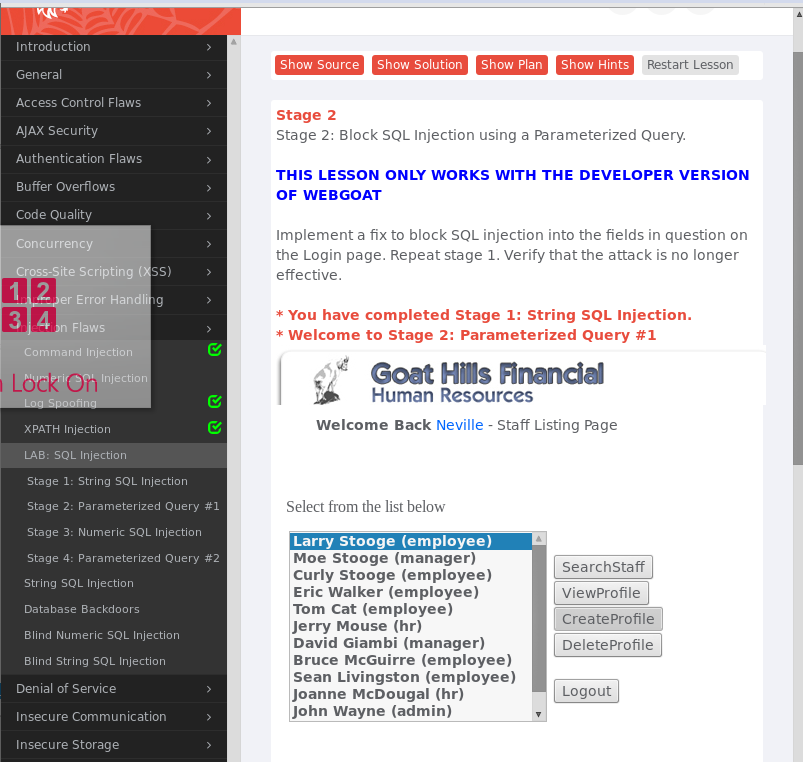 Introduction
General
Access Control Flaws
AJAX Security
Authentication Flaws
Buffer Overflows
Code Quality
Concurrency
Cross-Site Scripting (XSS)
Improper Error Handling
Injection Flaws
Command Injection
Numeric SQL Injection
Log Spoofing
XPATH Injection
LAB: SQL Injection
Stage 1: String SQL Injection
Stage 2: Parameterized Query #1
Stage 3: Numeric SQL Injection
Stage 4: Parameterized Query #2
String SQL Injection
Database Backdoors
Blind Numeric SQL Injection
Blind String SQL Injection
Denial of Service
Insecure Communication
Insecure Storage
1 2
3 4
Lock On
Show Source Show Solution Show Plan Show Hints Restart Lesson
Stage 2
Stage 2: Block SQL Injection using a Parameterized Query.
THIS LESSON ONLY WORKS WITH THE DEVELOPER VERSION
OF WEBGOAT
Implement a fix to block SQL injection into the fields in question on
the Login page. Repeat stage 1. Verify that the attack is no longer
effective.
* You have completed Stage 1: String SQL Injection.
* Welcome to Stage 2: Parameterized Query #1
Goat Hills Financial
Human Resources
Welcome Back Neville - Staff Listing Page
Select from the list below
Larry Stooge (employee)
Moe Stooge (manager)
Curly Stooge (employee)
Eric Walker (employee)
Tom Cat (employee)
Jerry Mouse (hr)
David Giambi (manager)
Bruce McGuirre (employee)
Sean Livingston (employee)
Joanne McDougal (hr)
John Wayne (admin)
SearchStaff
ViewProfile
CreateProfile
DeleteProfile
Logout